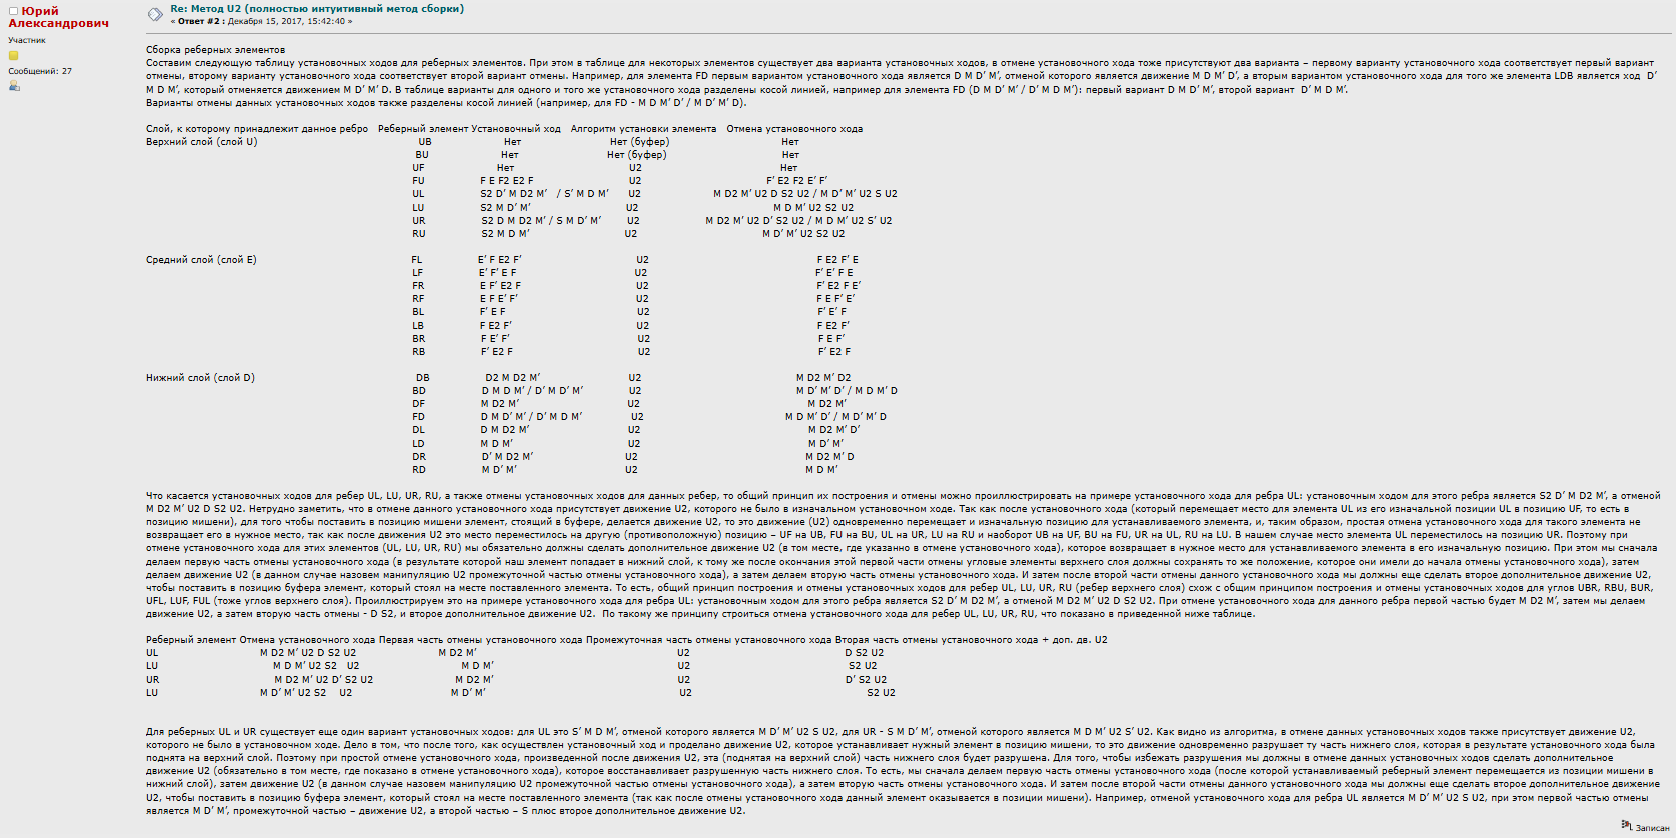 Юрий
Александрович
Участник
Сообщений: 27
Re: Метод U2 (полностью интуитивный метод сборки)
« Ответ #2 : Декабря 15, 2017, 15:42:40 »
Сборка реберных элементов
Составим следующую таблицу установочных ходов для реберных элементов. При этом в таблице для некоторых элементов существует два варианта установочных ходов, в отмене установочного хода тоже присутствуют два варианта – первому варианту установочного хода соответствует первый вариант
отмены, второму варианту установочного хода соответствует второй вариант отмены. Например, для элемента FD первым вариантом установочного хода является D M D’ M’, отменой которого является движение M D M’ D’, а вторым вариантом установочного хода для того же элемента LDB является ход  D’
M D M’, который отменяется движением M D’ M’ D. В таблице варианты для одного и того же установочного хода разделены косой линией, например для элемента FD (D M D’ M’ / D’ M D M’): первый вариант D M D’ M’, второй вариант  D’ M D M’.
Варианты отмены данных установочных ходов также разделены косой линией (например, для FD - M D M’ D’ / M D’ M’ D).
Слой, к которому принадлежит данное ребро   Реберный элемент Установочный ход   Алгоритм установки элемента   Отмена установочного хода
Верхний слой (слой U)   UB   Нет   Нет (буфер)   Нет
BU   Нет   Нет (буфер)   Нет
UF   Нет   U2   Нет
FU   F E F2 E2 F   U2   F’ E2 F2 E’ F’
UL   S2 D’ M D2 M’   / S’ M D M’   U2   M D2 M’ U2 D S2 U2 / M D’ M’ U2 S U2
LU   S2 M D’ M’   U2   M D M’ U2 S2 U2
UR   S2 D M D2 M’ / S M D’ M’   U2   M D2 M’ U2 D’ S2 U2 / M D M’ U2 S’ U2
RU   S2 M D M’   U2   M D’ M’ U2 S2 U2
Средний слой (слой E)   FL   E’ F E2 F’   U2   F E2 F’ E
LF   E’ F’ E F   U2   F’ E’ F E
FR   E F’ E2 F   U2   F’ E2 F E’
RF   E F E’ F’   U2   F E F’ E’
BL   F’ E F   U2   F’ E’ F
LB   F E2 F’   U2   F E2 F’
BR   F E’ F’   U2   F E F’
RB   F’ E2 F   U2   F’ E2 F
Нижний слой (слой D)   DB   D2 M D2 M’   U2   M D2 M’ D2
BD   D M D M’ / D’ M D’ M’   U2   M D’ M’ D’ / M D M’ D
DF   M D2 M’   U2   M D2 M’
FD   D M D’ M’ / D’ M D M’   U2   M D M’ D’ / M D’ M’ D
DL   D M D2 M’   U2   M D2 M’ D’
LD   M D M’   U2   M D’ M’
DR   D’ M D2 M’   U2   M D2 M’ D
RD   M D’ M’   U2   M D M’
Что касается установочных ходов для ребер UL, LU, UR, RU, а также отмены установочных ходов для данных ребер, то общий принцип их построения и отмены можно проиллюстрировать на примере установочного хода для ребра UL: установочным ходом для этого ребра является S2 D’ M D2 M’, а отменой
M D2 M’ U2 D S2 U2. Нетрудно заметить, что в отмене данного установочного хода присутствует движение U2, которого не было в изначальном установочном ходе. Так как после установочного хода (который перемещает место для элемента UL из его изначальной позиции UL в позицию UF, то есть в
позицию мишени), для того чтобы поставить в позицию мишени элемент, стоящий в буфере, делается движение U2, то это движение (U2) одновременно перемещает и изначальную позицию для устанавливаемого элемента, и, таким образом, простая отмена установочного хода для такого элемента не
возвращает его в нужное место, так как после движения U2 это место переместилось на другую (противоположную) позицию – UF на UB, FU на BU, UL на UR, LU на RU и наоборот UB на UF, BU на FU, UR на UL, RU на LU. В нашем случае место элемента UL переместилось на позицию UR. Поэтому при
отмене установочного хода для этих элементов (UL, LU, UR, RU) мы обязательно должны сделать дополнительное движение U2 (в том месте, где указанно в отмене установочного хода), которое возвращает в нужное место для устанавливаемого элемента в его изначальную позицию. При этом мы сначала
делаем первую часть отмены установочного хода (в результате которой наш элемент попадает в нижний слой, к тому же после окончания этой первой части отмены угловые элементы верхнего слоя должны сохранять то же положение, которое они имели до начала отмены установочного хода), затем
делаем движение U2 (в данном случае назовем манипуляцию U2 промежуточной частью отмены установочного хода), а затем делаем вторую часть отмены установочного хода. И затем после второй части отмены данного установочного хода мы должны еще сделать второе дополнительное движение U2,
чтобы поставить в позицию буфера элемент, который стоял на месте поставленного элемента. То есть, общий принцип построения и отмены установочных ходов для ребер UL, LU, UR, RU (ребер верхнего слоя) схож с общим принципом построения и отмены установочных ходов для углов UBR, RBU, BUR,
UFL, LUF, FUL (тоже углов верхнего слоя). Проиллюстрируем это на примере установочного хода для ребра UL: установочным ходом для этого ребра является S2 D’ M D2 M’, а отменой M D2 M’ U2 D S2 U2. При отмене установочного хода для данного ребра первой частью будет M D2 M’, затем мы делаем
движение U2, а затем вторую часть отмены - D S2, и второе дополнительное движение U2.  По такому же принципу строиться отмена установочного хода для ребер UL, LU, UR, RU, что показано в приведенной ниже таблице.
Реберный элемент Отмена установочного хода Первая часть отмены установочного хода Промежуточная часть отмены установочного хода Вторая часть отмены установочного хода + доп. дв. U2
UL   M D2 M’ U2 D S2 U2   M D2 M’   U2   D S2 U2
LU   M D M’ U2 S2   U2   M D M’   U2   S2 U2
UR   M D2 M’ U2 D’ S2 U2   M D2 M’   U2   D’ S2 U2
LU   M D’ M’ U2 S2   U2   M D’ M’   U2   S2 U2
Для реберных UL и UR существует еще один вариант установочных ходов: для UL это S’ M D M’, отменой которого является M D’ M’ U2 S U2, для UR - S M D’ M’, отменой которого является M D M’ U2 S’ U2. Как видно из алгоритма, в отмене данных установочных ходов также присутствует движение U2,
которого не было в установочном ходе. Дело в том, что после того, как осуществлен установочный ход и проделано движение U2, которое устанавливает нужный элемент в позицию мишени, то это движение одновременно разрушает ту часть нижнего слоя, которая в результате установочного хода была
поднята на верхний слой. Поэтому при простой отмене установочного хода, произведенной после движения U2, эта (поднятая на верхний слой) часть нижнего слоя будет разрушена. Для того, чтобы избежать разрушения мы должны в отмене данных установочных ходов сделать дополнительное
движение U2 (обязательно в том месте, где показано в отмене установочного хода), которое восстанавливает разрушенную часть нижнего слоя. То есть, мы сначала делаем первую часть отмены установочного хода (после которой устанавливаемый реберный элемент перемещается из позиции мишени в
нижний слой), затем движение U2 (в данном случае назовем манипуляцию U2 промежуточной частью отмены установочного хода), а затем вторую часть отмены установочного хода. И затем после второй части отмены данного установочного хода мы должны еще сделать второе дополнительное движение
U2, чтобы поставить в позицию буфера элемент, который стоял на месте поставленного элемента (так как после отмены установочного хода данный элемент оказывается в позиции мишени). Например, отменой установочного хода для ребра UL является M D’ M’ U2 S U2, при этом первой частью отмены
является M D’ M’, промежуточной частью – движение U2, а второй частью – S плюс второе дополнительное движение U2.
Записан